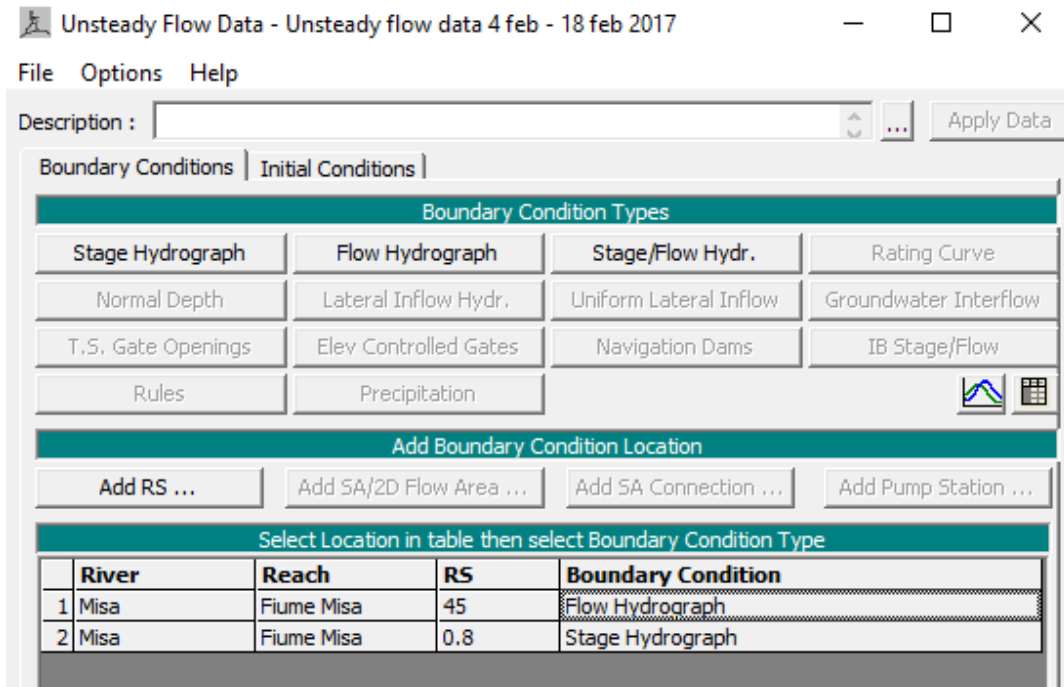 Unsteady Flow Data - Unsteady flow data 4 feb - 18 feb 2017
File Options Help
Description : ... Apply Data
Boundary Conditions Initial Conditions
Boundary Condition Types
Stage Hydrograph Flow Hydrograph Stage/Flow Hydr. Rating Curve
Normal Depth Lateral Inflow Hydr. Uniform Lateral Inflow Groundwater Interflow
T.S. Gate Openings Elev Controlled Gates Navigation Dams IB Stage/Flow
Rules Precipitation
Add Boundary Condition Location
Add RS ... Add SA/2D Flow Area ... Add SA Connection ... Add Pump Station ...
Select Location in table then select Boundary Condition Type
River Reach RS Boundary Condition
1 Misa Fiume Misa 45 Flow Hydrograph
2 Misa Fiume Misa 0.8 Stage Hydrograph